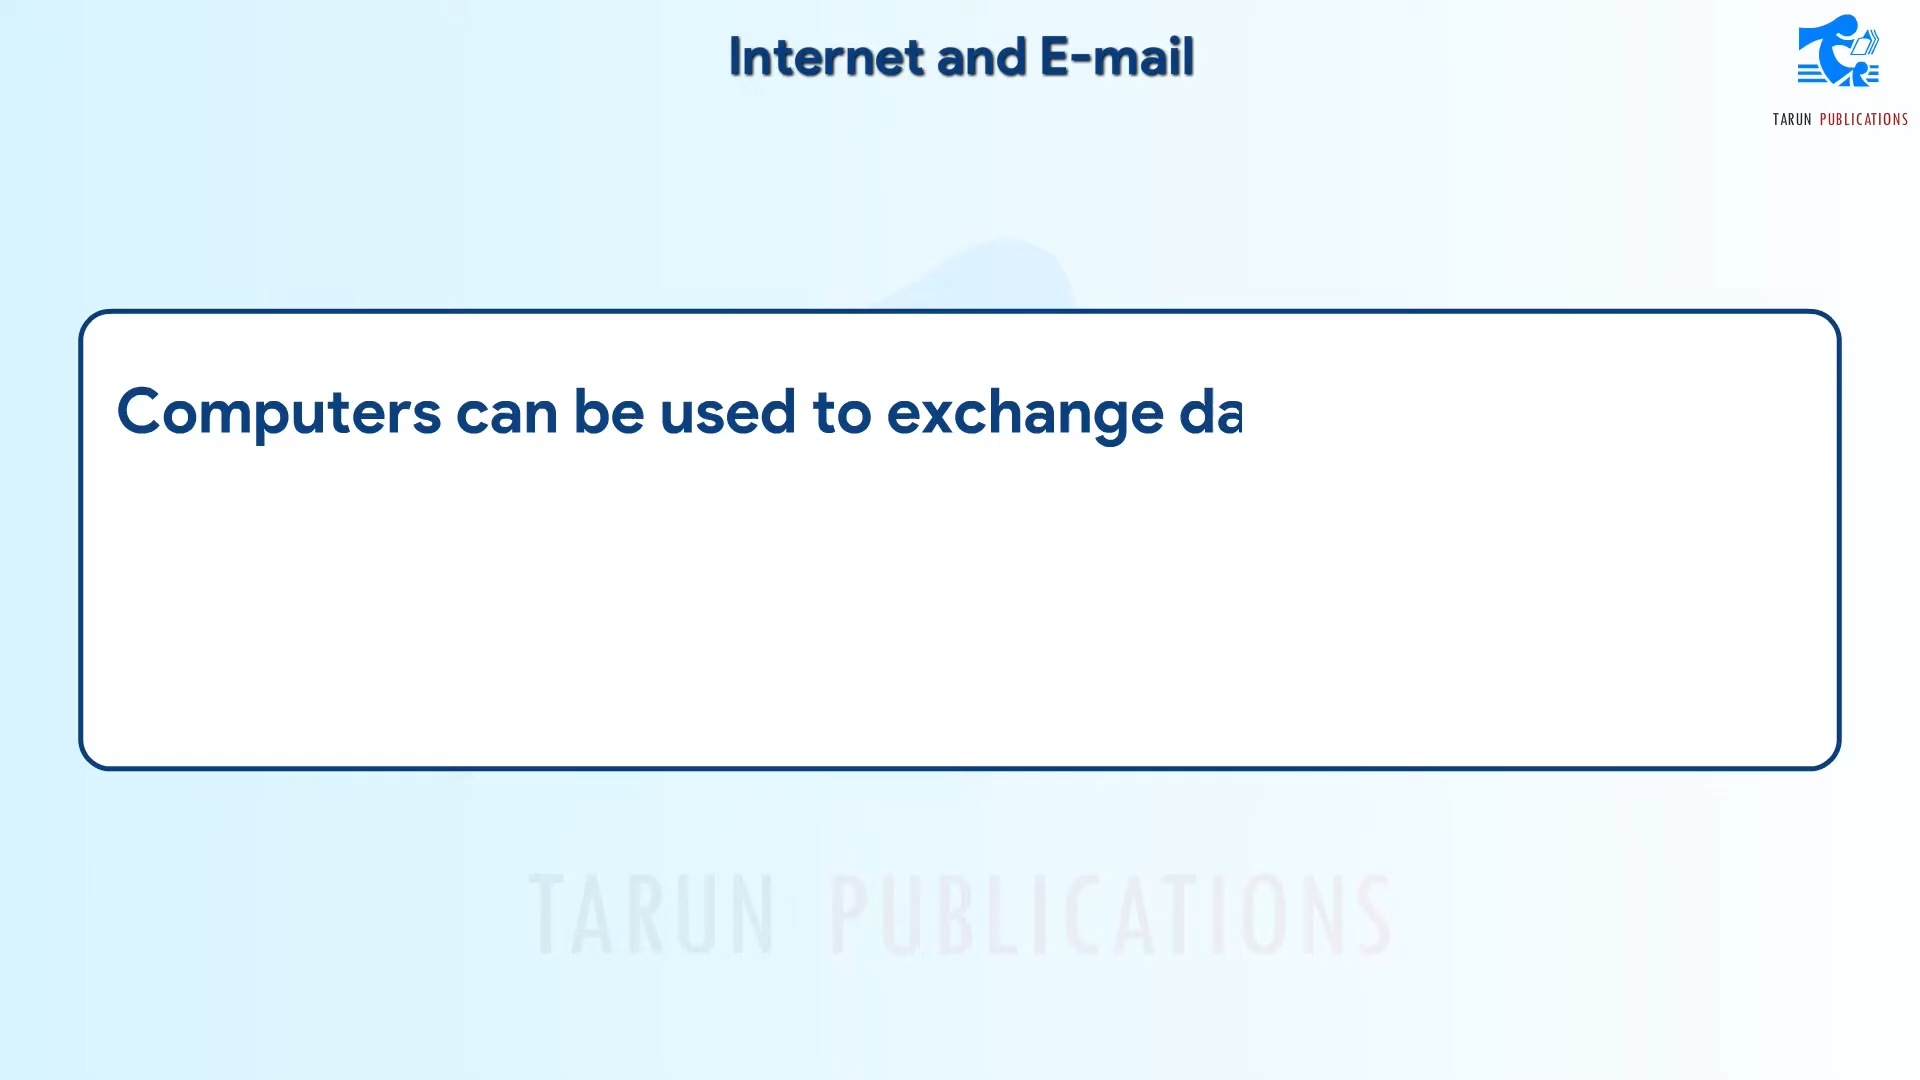 Internet and E-mail
TARUN PUBLICATIONS
Computers can be used to exchange da
TARUN PUBLICATIONS